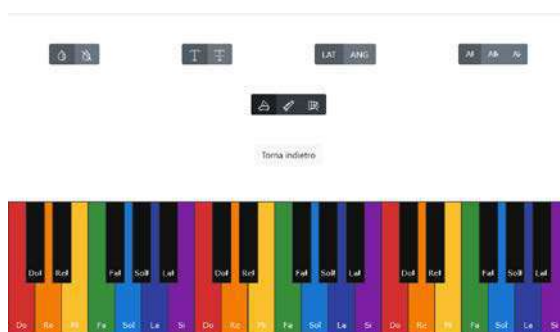 T T LAT ANG
Torna indietro
Do♯ Re♯ Fa♯ Sol♯ La♯ Do♯ Re♯ Fa♯ Sol♯ La♯ Do♯ Re♯ Fa♯ Sol♯ La♯
Do Re Mi Fa Sol La Si Do Re Mi Fa Sol La Si Do Re Mi Fa Sol La